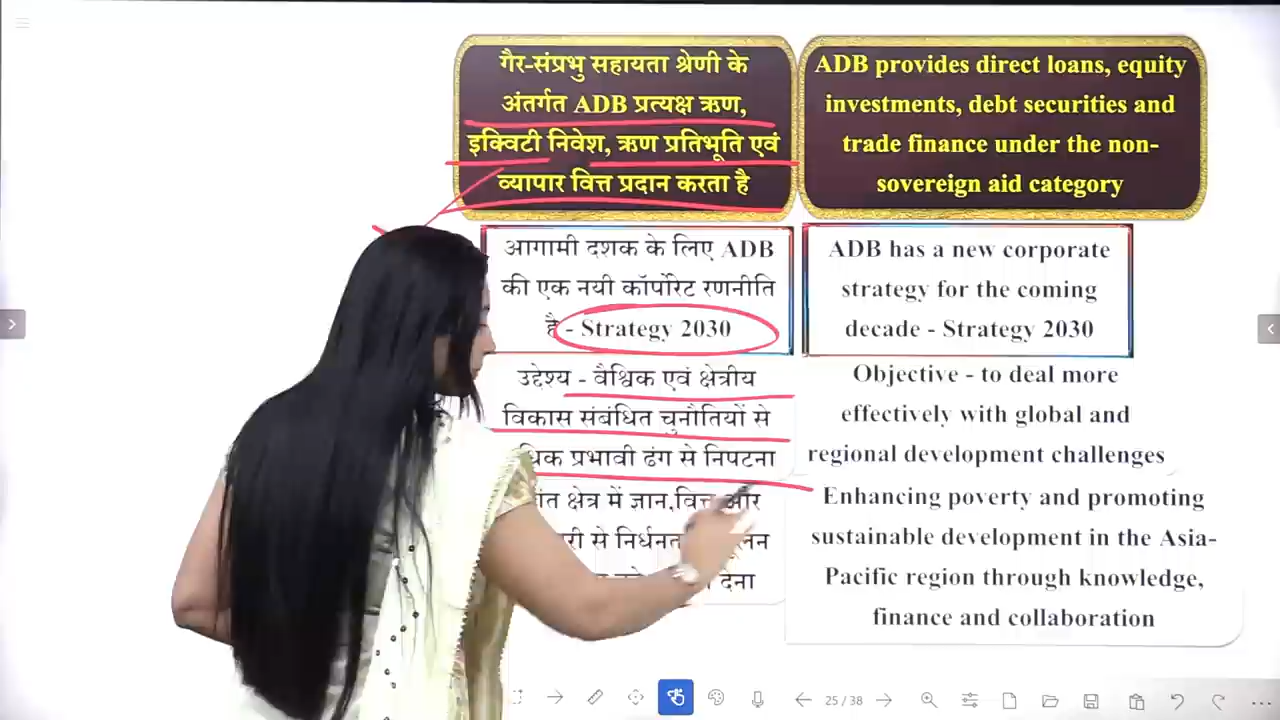 गैर-संप्रभु सहायता श्रेणी के
अंतर्गत ADB प्रत्यक्ष ऋण,
इक्विटी निवेश, ऋण प्रतिभूति एवं
व्यापार वित्त प्रदान करता है
ADB provides direct loans, equity
investments, debt securities and
trade finance under the non-
sovereign aid category
आगामी दशक के लिए ADB
की एक नयी कॉर्पोरेट रणनीति
है - Strategy 2030
ADB has a new corporate
strategy for the coming
decade - Strategy 2030
उद्देश्य - वैश्विक एवं क्षेत्रीय
विकास संबंधित चुनौतियों से
प्रभावी ढंग से निपटना
Objective - to deal more
effectively with global and
regional development challenges
क्षेत्र में ज्ञान,वित्त और
से
देना
Enhancing poverty and promoting
sustainable development in the Asia-
Pacific region through knowledge,
finance and collaboration
25 / 38